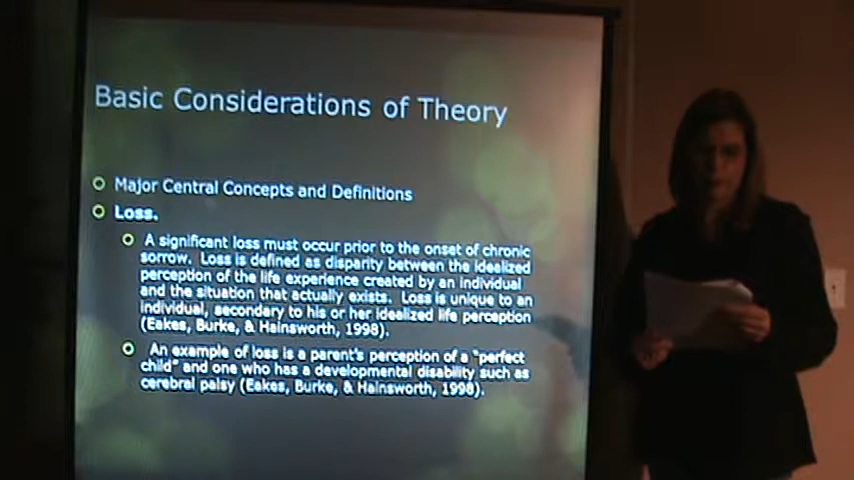 Basic Considerations of Theory
Major Central Concepts and Definitions
Loss.
A significant loss must occur prior to the onset of chronic
sorrow. Loss is defined as disparity between the idealized
perception of the life experience created by an individual
and the situation that actually exists. Loss is unique to an
individual, secondary to his or her idealized life perception
(Eakes, Burke, & Hainsworth, 1998).
An example of loss is a parent's perception of a "perfect
child" and one who has a developmental disability such as
cerebral palsy (Eakes, Burke, & Hainsworth, 1998).